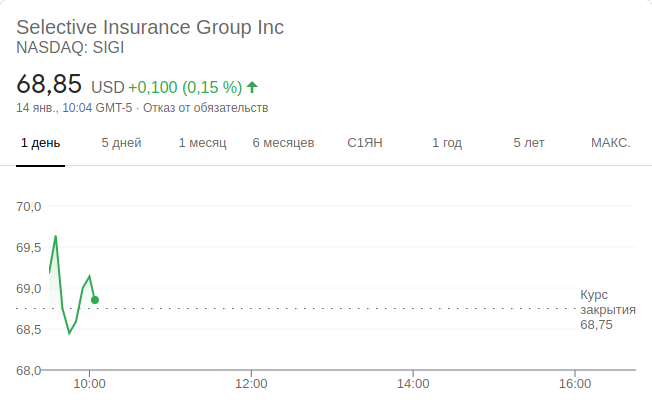 Selective Insurance Group Inc
NASDAQ: SIGI
68,85 USD +0,100 (0,15 %)
14 янв., 10:04 GMT-5 · Отказ от обязательств
1 день 5 дней 1 месяц 6 месяцев С1ЯН 1 год 5 лет МАКС.
70,0
69,5
69,0
68,5
68,0
Курс
закрытия
68,75
10:00 12:00 14:00 16:00